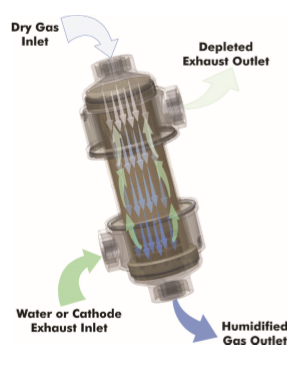 Dry Gas
Inlet
Depleted
Exhaust Outlet
Water or Cathode
Exhaust Inlet
Humidified
Gas Outlet